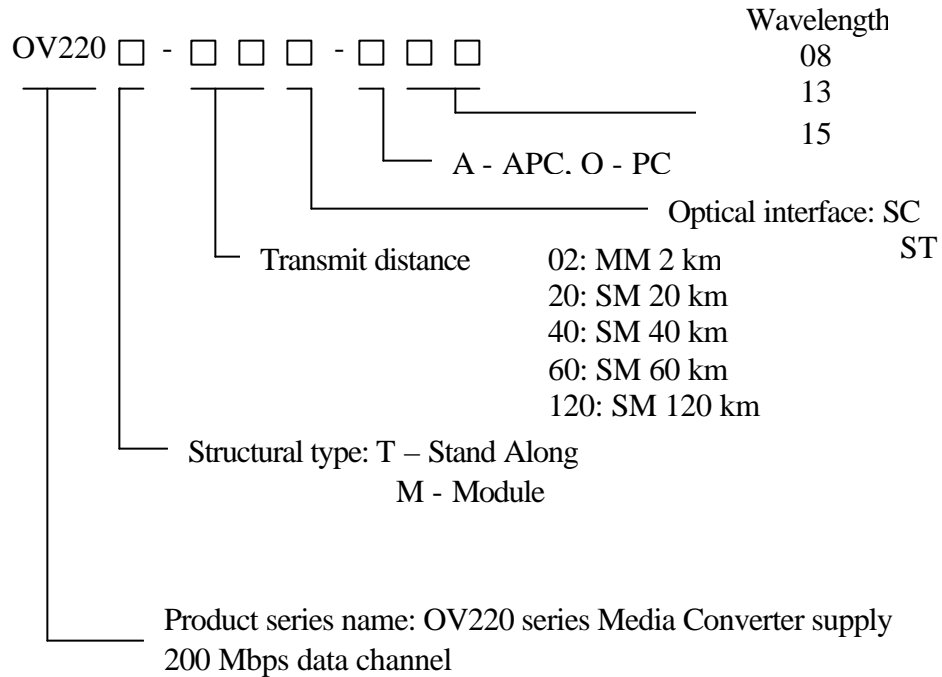 OV220 □ - □ □ □ - □ □ □
Wavelength
08
13
15
A - APC, O - PC
Optical interface: SC
ST
Transmit distance
02: MM 2 km
20: SM 20 km
40: SM 40 km
60: SM 60 km
120: SM 120 km
Structural type: T – Stand Along
M - Module
Product series name: OV220 series Media Converter supply
200 Mbps data channel